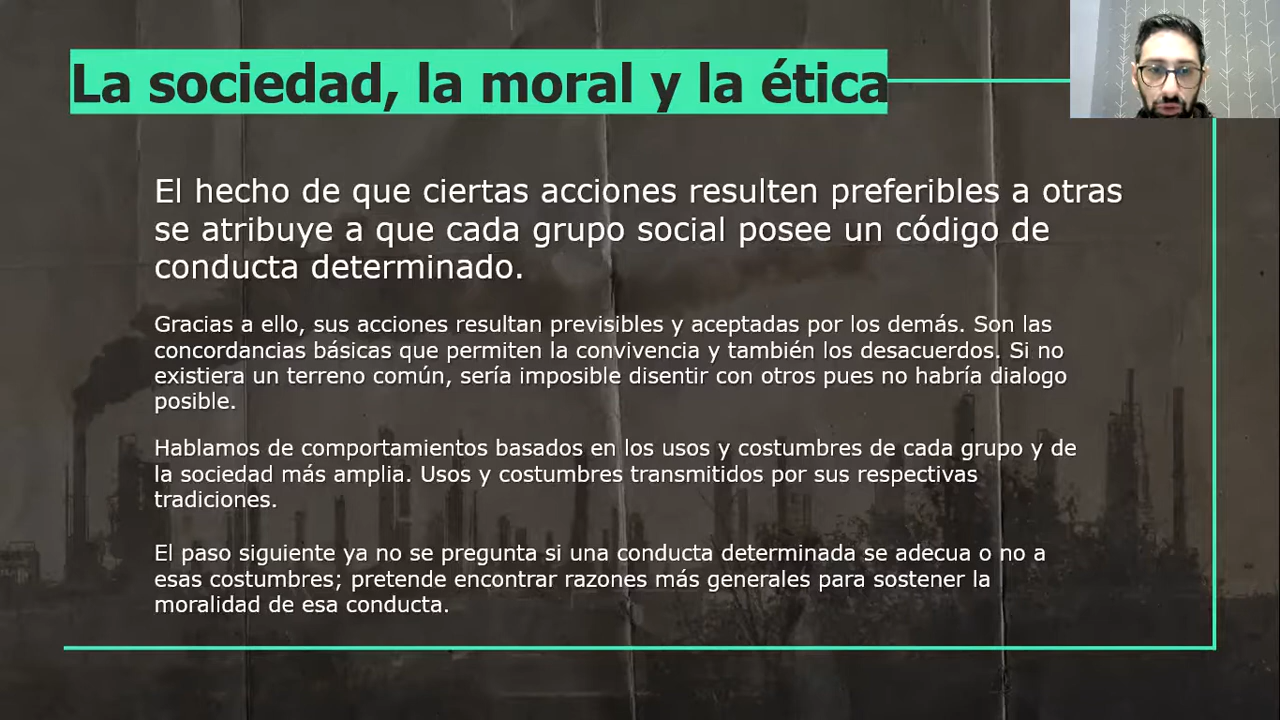 La sociedad, la moral y la ética
El hecho de que ciertas acciones resulten preferibles a otras
se atribuye a que cada grupo social posee un código de
conducta determinado.
Gracias a ello, sus acciones resultan previsibles y aceptadas por los demás. Son las
concordancias básicas que permiten la convivencia y también los desacuerdos. Si no
existiera un terreno común, sería imposible disentir con otros pues no habría dialogo
posible.
Hablamos de comportamientos basados en los usos y costumbres de cada grupo y de
la sociedad más amplia. Usos y costumbres transmitidos por sus respectivas
tradiciones.
El paso siguiente ya no se pregunta si una conducta determinada se adecua o no a
esas costumbres; pretende encontrar razones más generales para sostener la
moralidad de esa conducta.